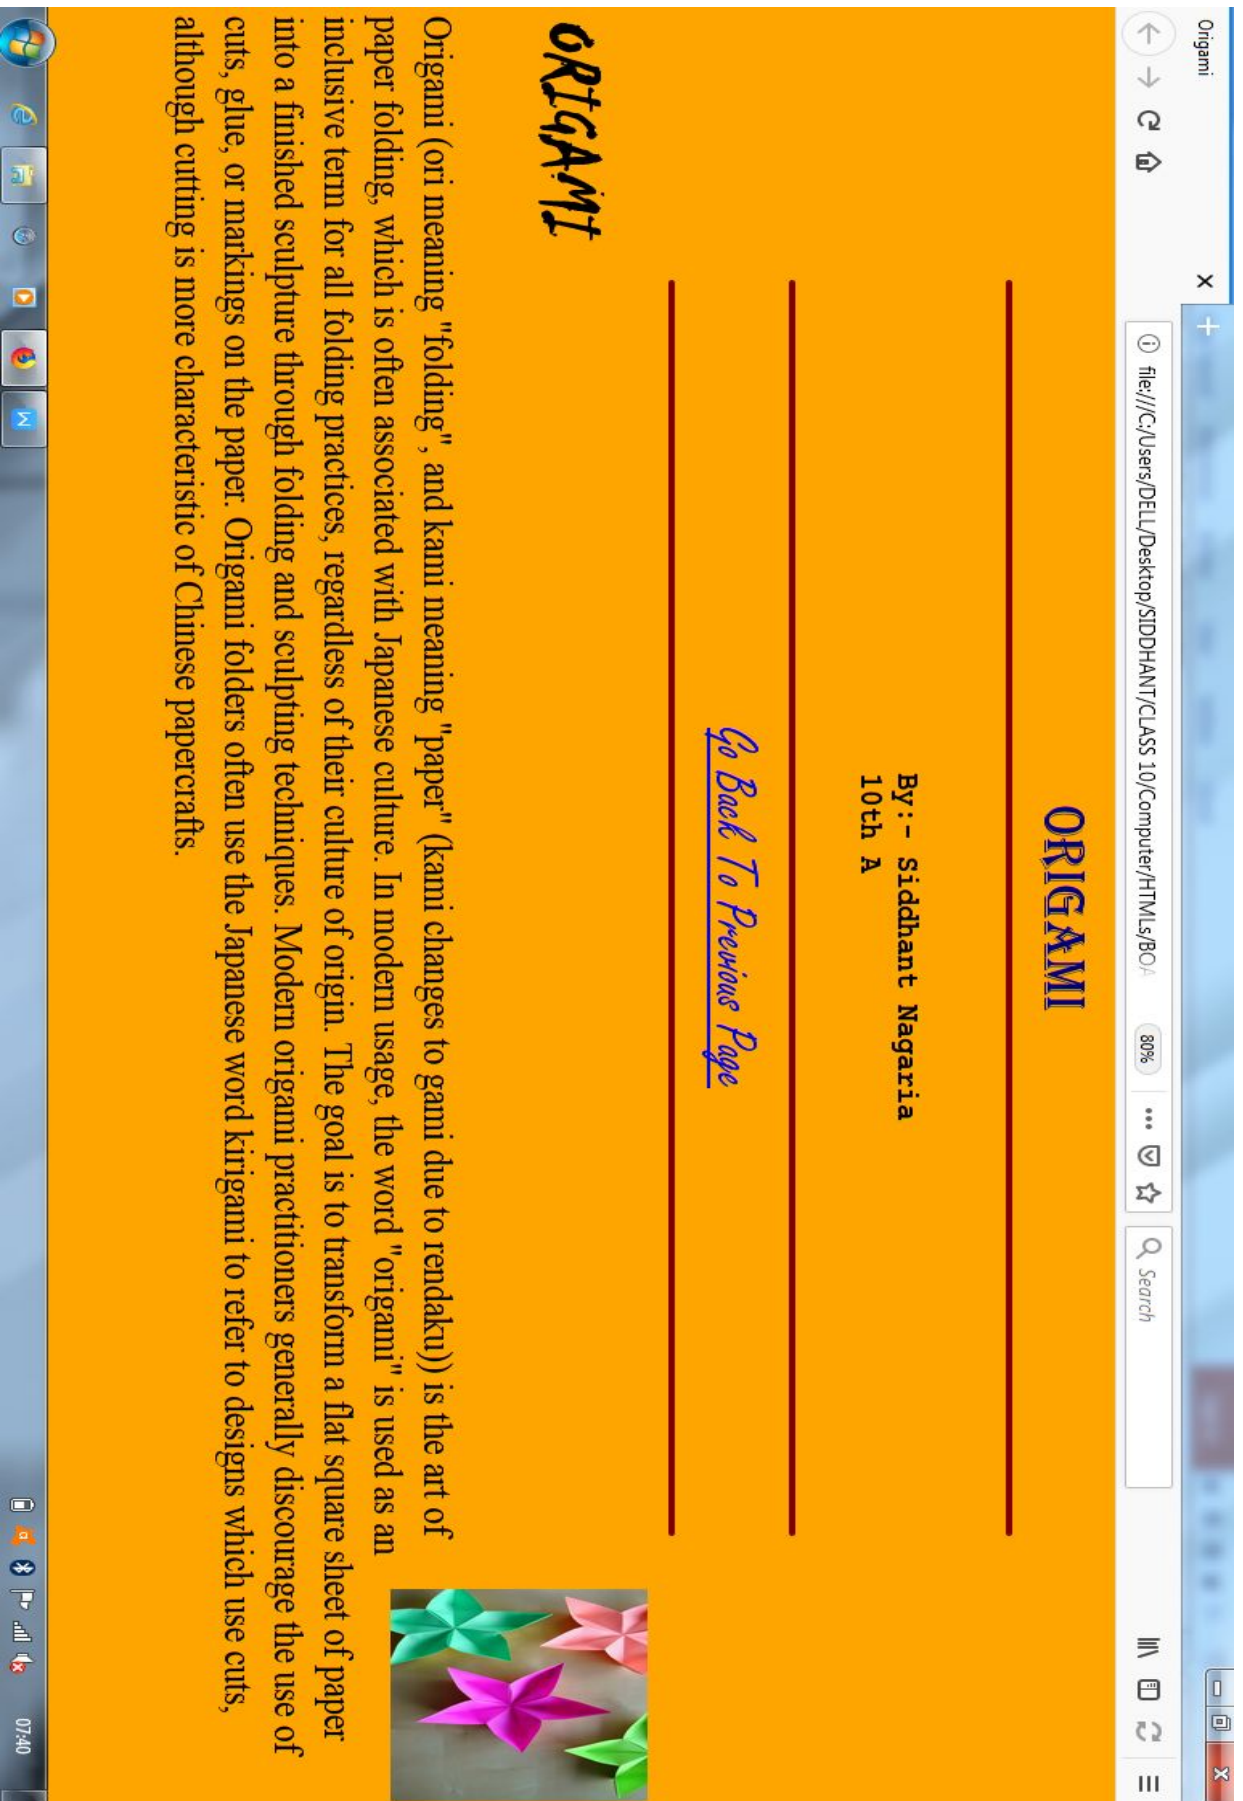 Origami
file:///C:/Users/DELL/Desktop/SIDDHANT/CLASS 10/Computer/HTMLs/BOA
80%
Search
ORIGAMI
By:- Siddhant Nagaria
10th A
Go Back To Previous Page
ORIGAMI
Origami (ori meaning "folding", and kami meaning "paper" (kami changes to gami due to rendaku)) is the art of
paper folding, which is often associated with Japanese culture. In modern usage, the word "origami" is used as an
inclusive term for all folding practices, regardless of their culture of origin. The goal is to transform a flat square sheet of paper
into a finished sculpture through folding and sculpting techniques. Modern origami practitioners generally discourage the use of
cuts, glue, or markings on the paper. Origami folders often use the Japanese word kirigami to refer to designs which use cuts,
although cutting is more characteristic of Chinese papercrafts.
07:40